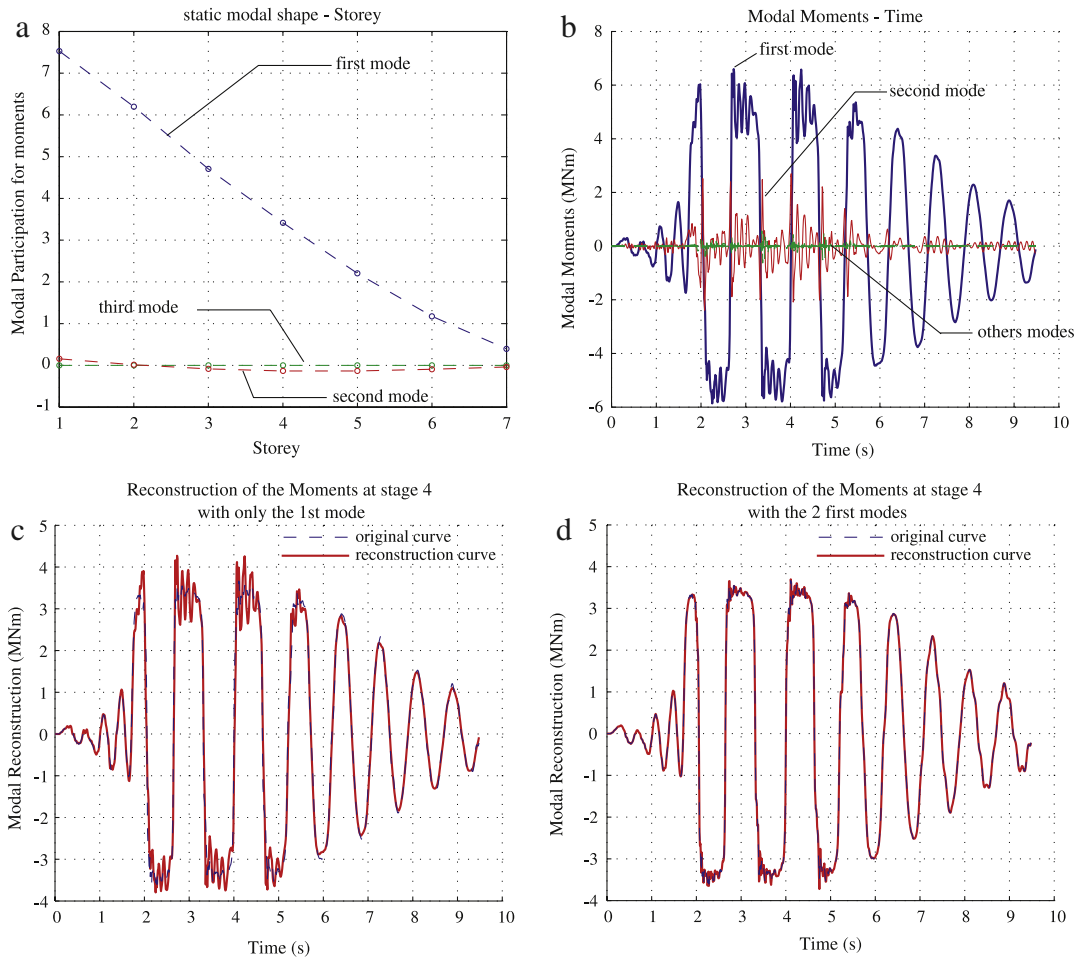 a
static modal shape - Storey
Modal Participation for moments
8
7
6
5
4
3
2
1
0
-1
first mode
third mode
second mode
1
2
3
4
5
6
7
Storey
b
Modal Moments - Time
Modal Moments (MNm)
6
4
2
0
-2
-4
-6
first mode
second mode
others modes
0
1
2
3
4
5
6
7
8
9
10
Time (s)
c
Reconstruction of the Moments at stage 4
with only the 1st mode
original curve
reconstruction curve
Modal Reconstruction (MNm)
5
4
3
2
1
0
-1
-2
-3
-4
0
1
2
3
4
5
6
7
8
9
10
Time (s)
d
Reconstruction of the Moments at stage 4
with the 2 first modes
original curve
reconstruction curve
Modal Reconstruction (MNm)
5
4
3
2
1
0
-1
-2
-3
-4
0
1
2
3
4
5
6
7
8
9
10
Time (s)